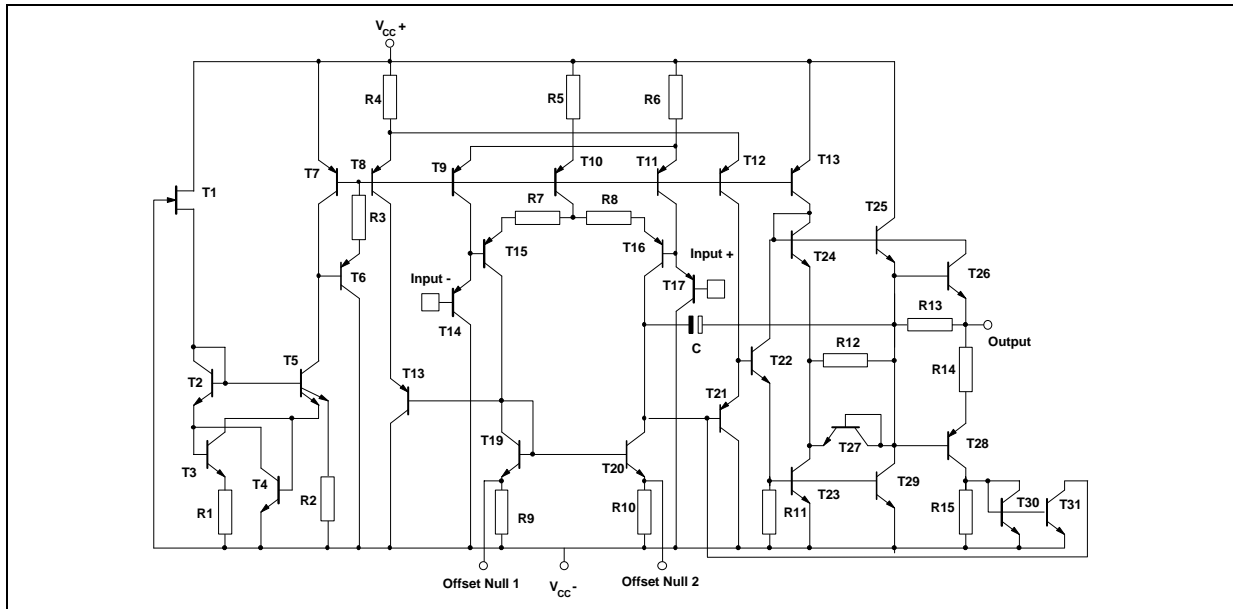 VCC+
R4
R5
R6
T8
T7
T9
T10
T11
T12
T13
T1
R7
R8
R3
T25
T15
T16
Input +
T24
T26
T6
Input -
T17
R13
T14
Output
C
R12
T22
R14
T2
T5
T13
T21
T27
T28
T19
T3
T20
T4
T23
T29
R2
R11
R15
T30
T31
R1
R9
R10
Offset Null 1
VCC-
Offset Null 2